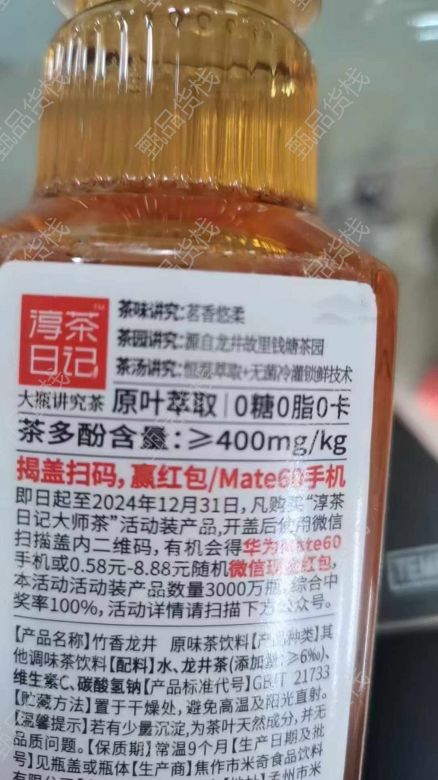 茶味讲究:茗香悠柔
淳茶日记™
茶园讲究:源自龙井故里钱塘茶园
茶汤讲究:恒温萃取+无菌冷灌锁鲜技术
大瓶讲究茶 原叶萃取 0糖0脂0卡
茶多酚含量:≥400mg/kg
揭盖扫码,赢红包/Mate60手机
即日起至2024年12月31日,凡购买“淳茶
日记大师茶”活动装产品,开盖后使用微信
扫描盖内二维码,有机会得华为Mate60
手机或0.58元-8.88元随机微信现金红包,
本活动活动装产品数量3000万瓶,综合中
奖率100%,活动详情请扫描下方公众号。
【产品名称】竹香龙井 原味茶饮料【产品种类】其
他调味茶饮料【配料】水、龙井茶(添加量:≥6‰)、
维生素C、碳酸氢钠【产品标准代号】GB/T 21733
【贮藏方法】置于干燥处,避免高温及阳光直射。
【温馨提示】若有少量沉淀,为茶叶天然成分,并无
品质问题。【保质期】常温9个月【生产日期及批
号】见瓶盖或瓶体【生产商】焦作市米奇食品饮料
甄品货栈